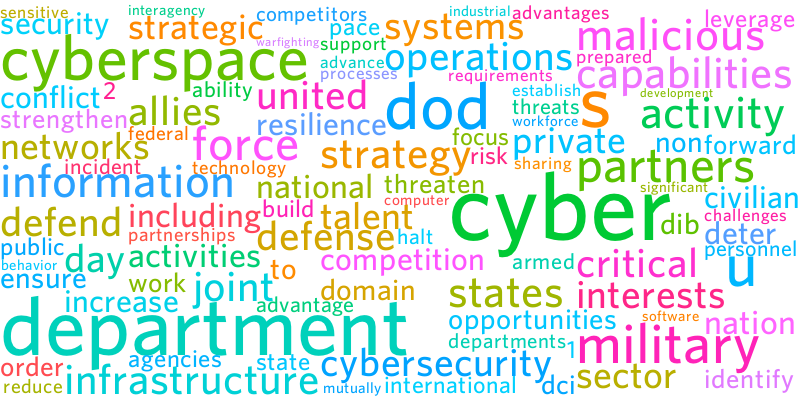 sensitive interagency competitors industrial advantages leverage
security strategic pace systems malicious
warfighting support
cyberspace advance operations prepared
processes requirements capabilities
conflict 2 ability united dod establish s development
strengthen allies threats activity
federal resilience workforce
networks force focus private non forward
incident technology strategy risk sharing partners
information national threaten cyber significant civilian
computer
defend including build talent dib challenges
partnerships defense halt deter
public day activities personnel
behavior to competition armed critical u
ensure work joint domain states interests
increase advantage software
department opportunities nation
departments 1 military
order agencies state cybersecurity sector identify
reduce infrastructure mutually international dci